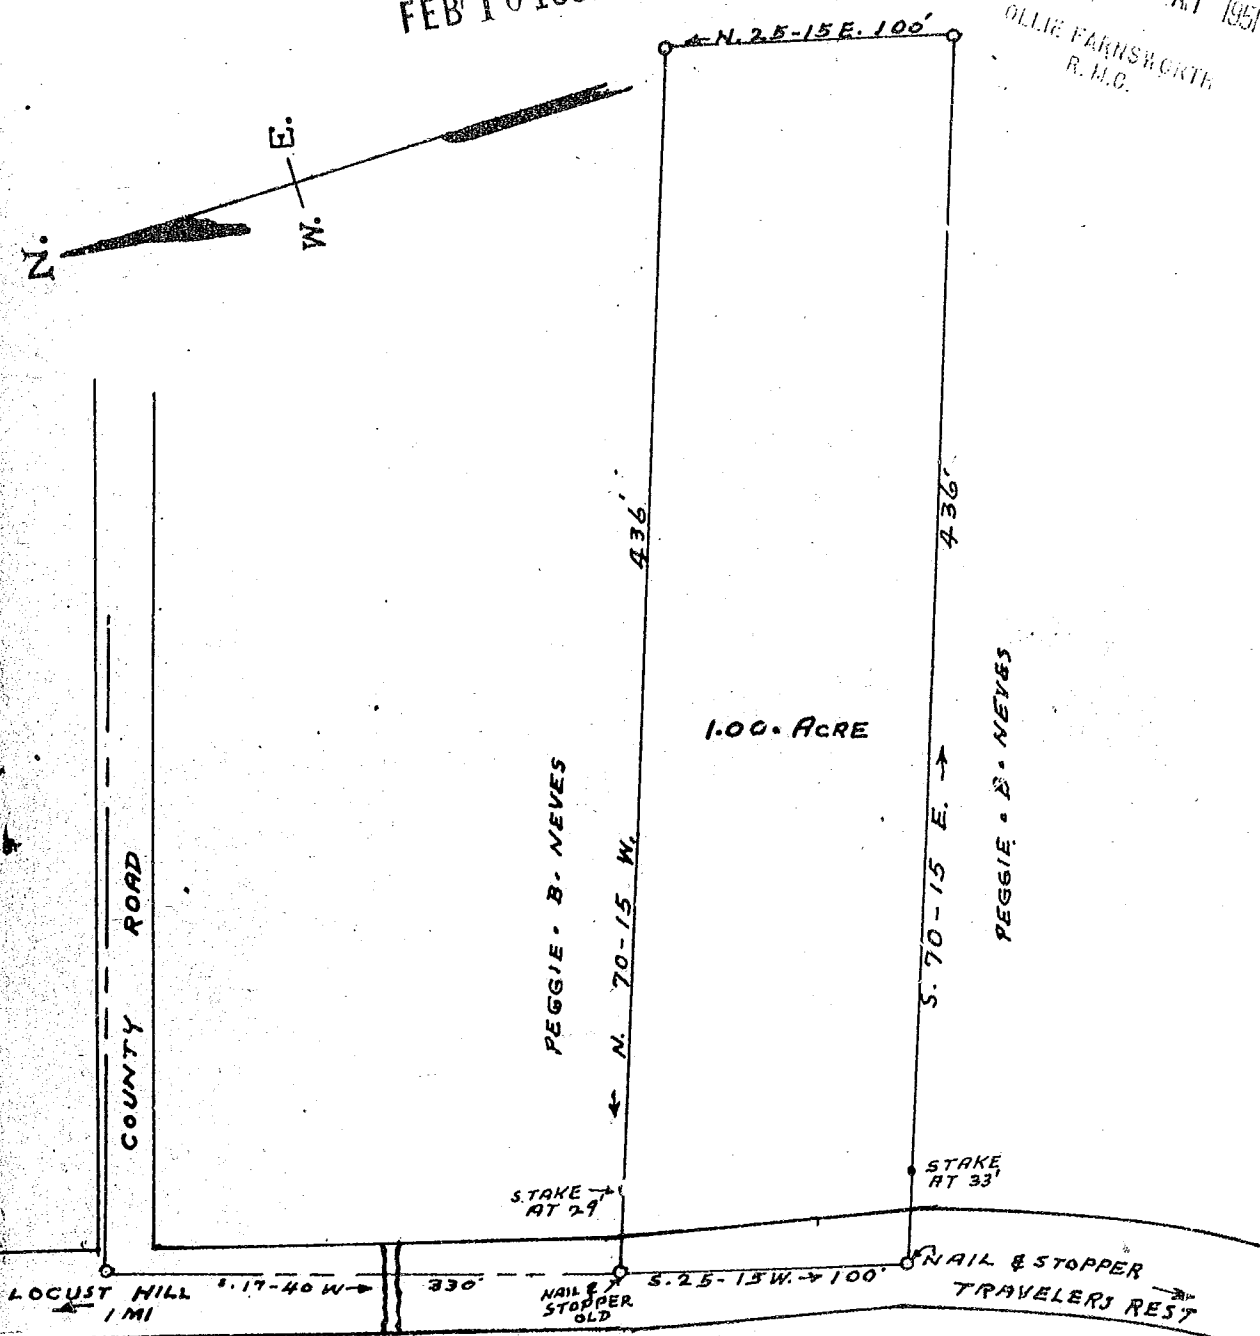 FEB 10
1951
OLLIE FARNSWORTH
R. M. C.
← N. 25-15 E. 100'
N.
E.
W.
436'
436'
1.00. ACRE
PEGGIE • B • NEVES
PEGGIE • B • NEVES
← N. 70-15 W.
S. 70-15 E. →
COUNTY ROAD
STAKE
AT 29'
STAKE
AT 33'
LOCUST HILL
1 MI
S. 17-40 W →
330'
NAIL &
STOPPER
OLD
S. 25-15 W. → 100'
NAIL & STOPPER
TRAVELERS REST